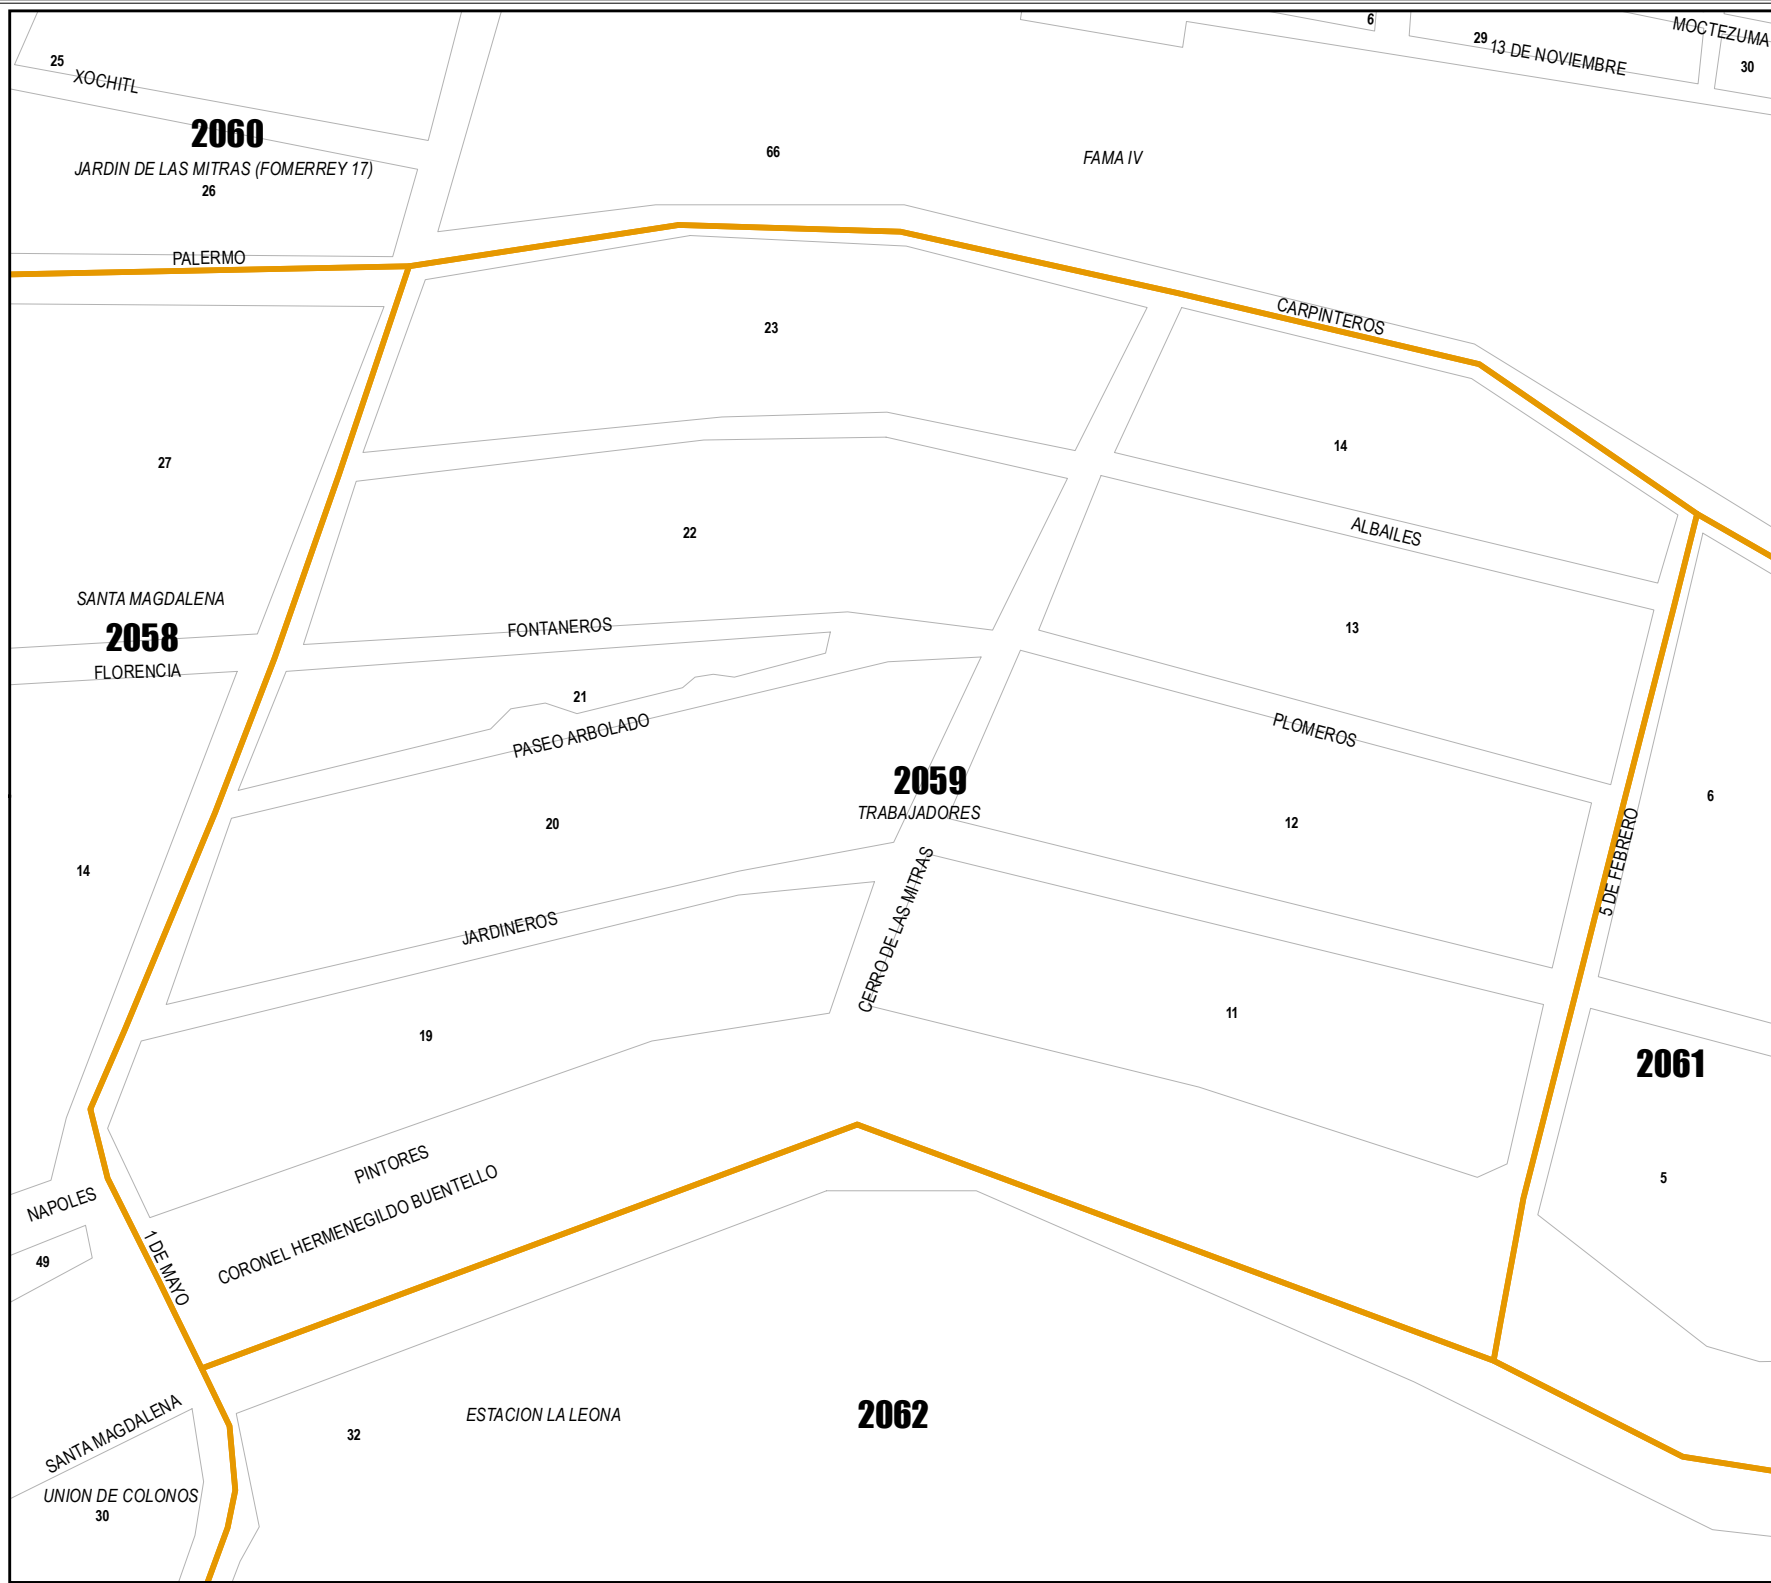 6
MOCTEZUMA
29
13 DE NOVIEMBRE
30
25
XOCHITL
2060
JARDIN DE LAS MITRAS (FOMERREY 17)
26
66
FAMA IV
PALERMO
CARPINTEROS
23
14
27
22
ALBAILES
SANTA MAGDALENA
2058
FLORENCIA
FONTANEROS
13
21
PASEO ARBOLADO
PLOMEROS
2059
TRABAJADORES
6
20
12
5 DE FEBRERO
14
CERRO DE LAS MITRAS
JARDINEROS
19
11
2061
PINTORES
5
NAPOLES
CORONEL HERMENEGILDO BUENTELLO
1 DE MAYO
49
SANTA MAGDALENA
32
ESTACION LA LEONA
2062
UNION DE COLONOS
30